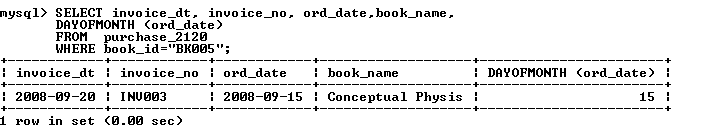 mysql> SELECT invoice_dt, invoice_no, ord_date,book_name,
DAYOFMONTH (ord_date)
FROM  purchase_2120
WHERE book_id="BK005";
+------------+------------+------------+-------------------+-----------------------+
| invoice_dt | invoice_no | ord_date   | book_name         | DAYOFMONTH (ord_date) |
+------------+------------+------------+-------------------+-----------------------+
| 2008-09-20 | INV003     | 2008-09-15 | Conceptual Physis |                    15 |
+------------+------------+------------+-------------------+-----------------------+
1 row in set (0.00 sec)